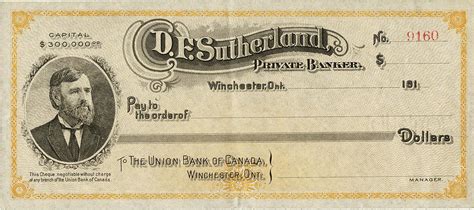 CAPITAL
$300,000.00
D. F. Sutherland,
PRIVATE BANKER.
No. 9160
$
Winchester, Ont. 191
Pay to
the order of
Dollars
TO THE UNION BANK OF CANADA,
WINCHESTER, ONT.
This Cheque negotiable without charge
at any branch of the Union Bank of Canada.
MANAGER.